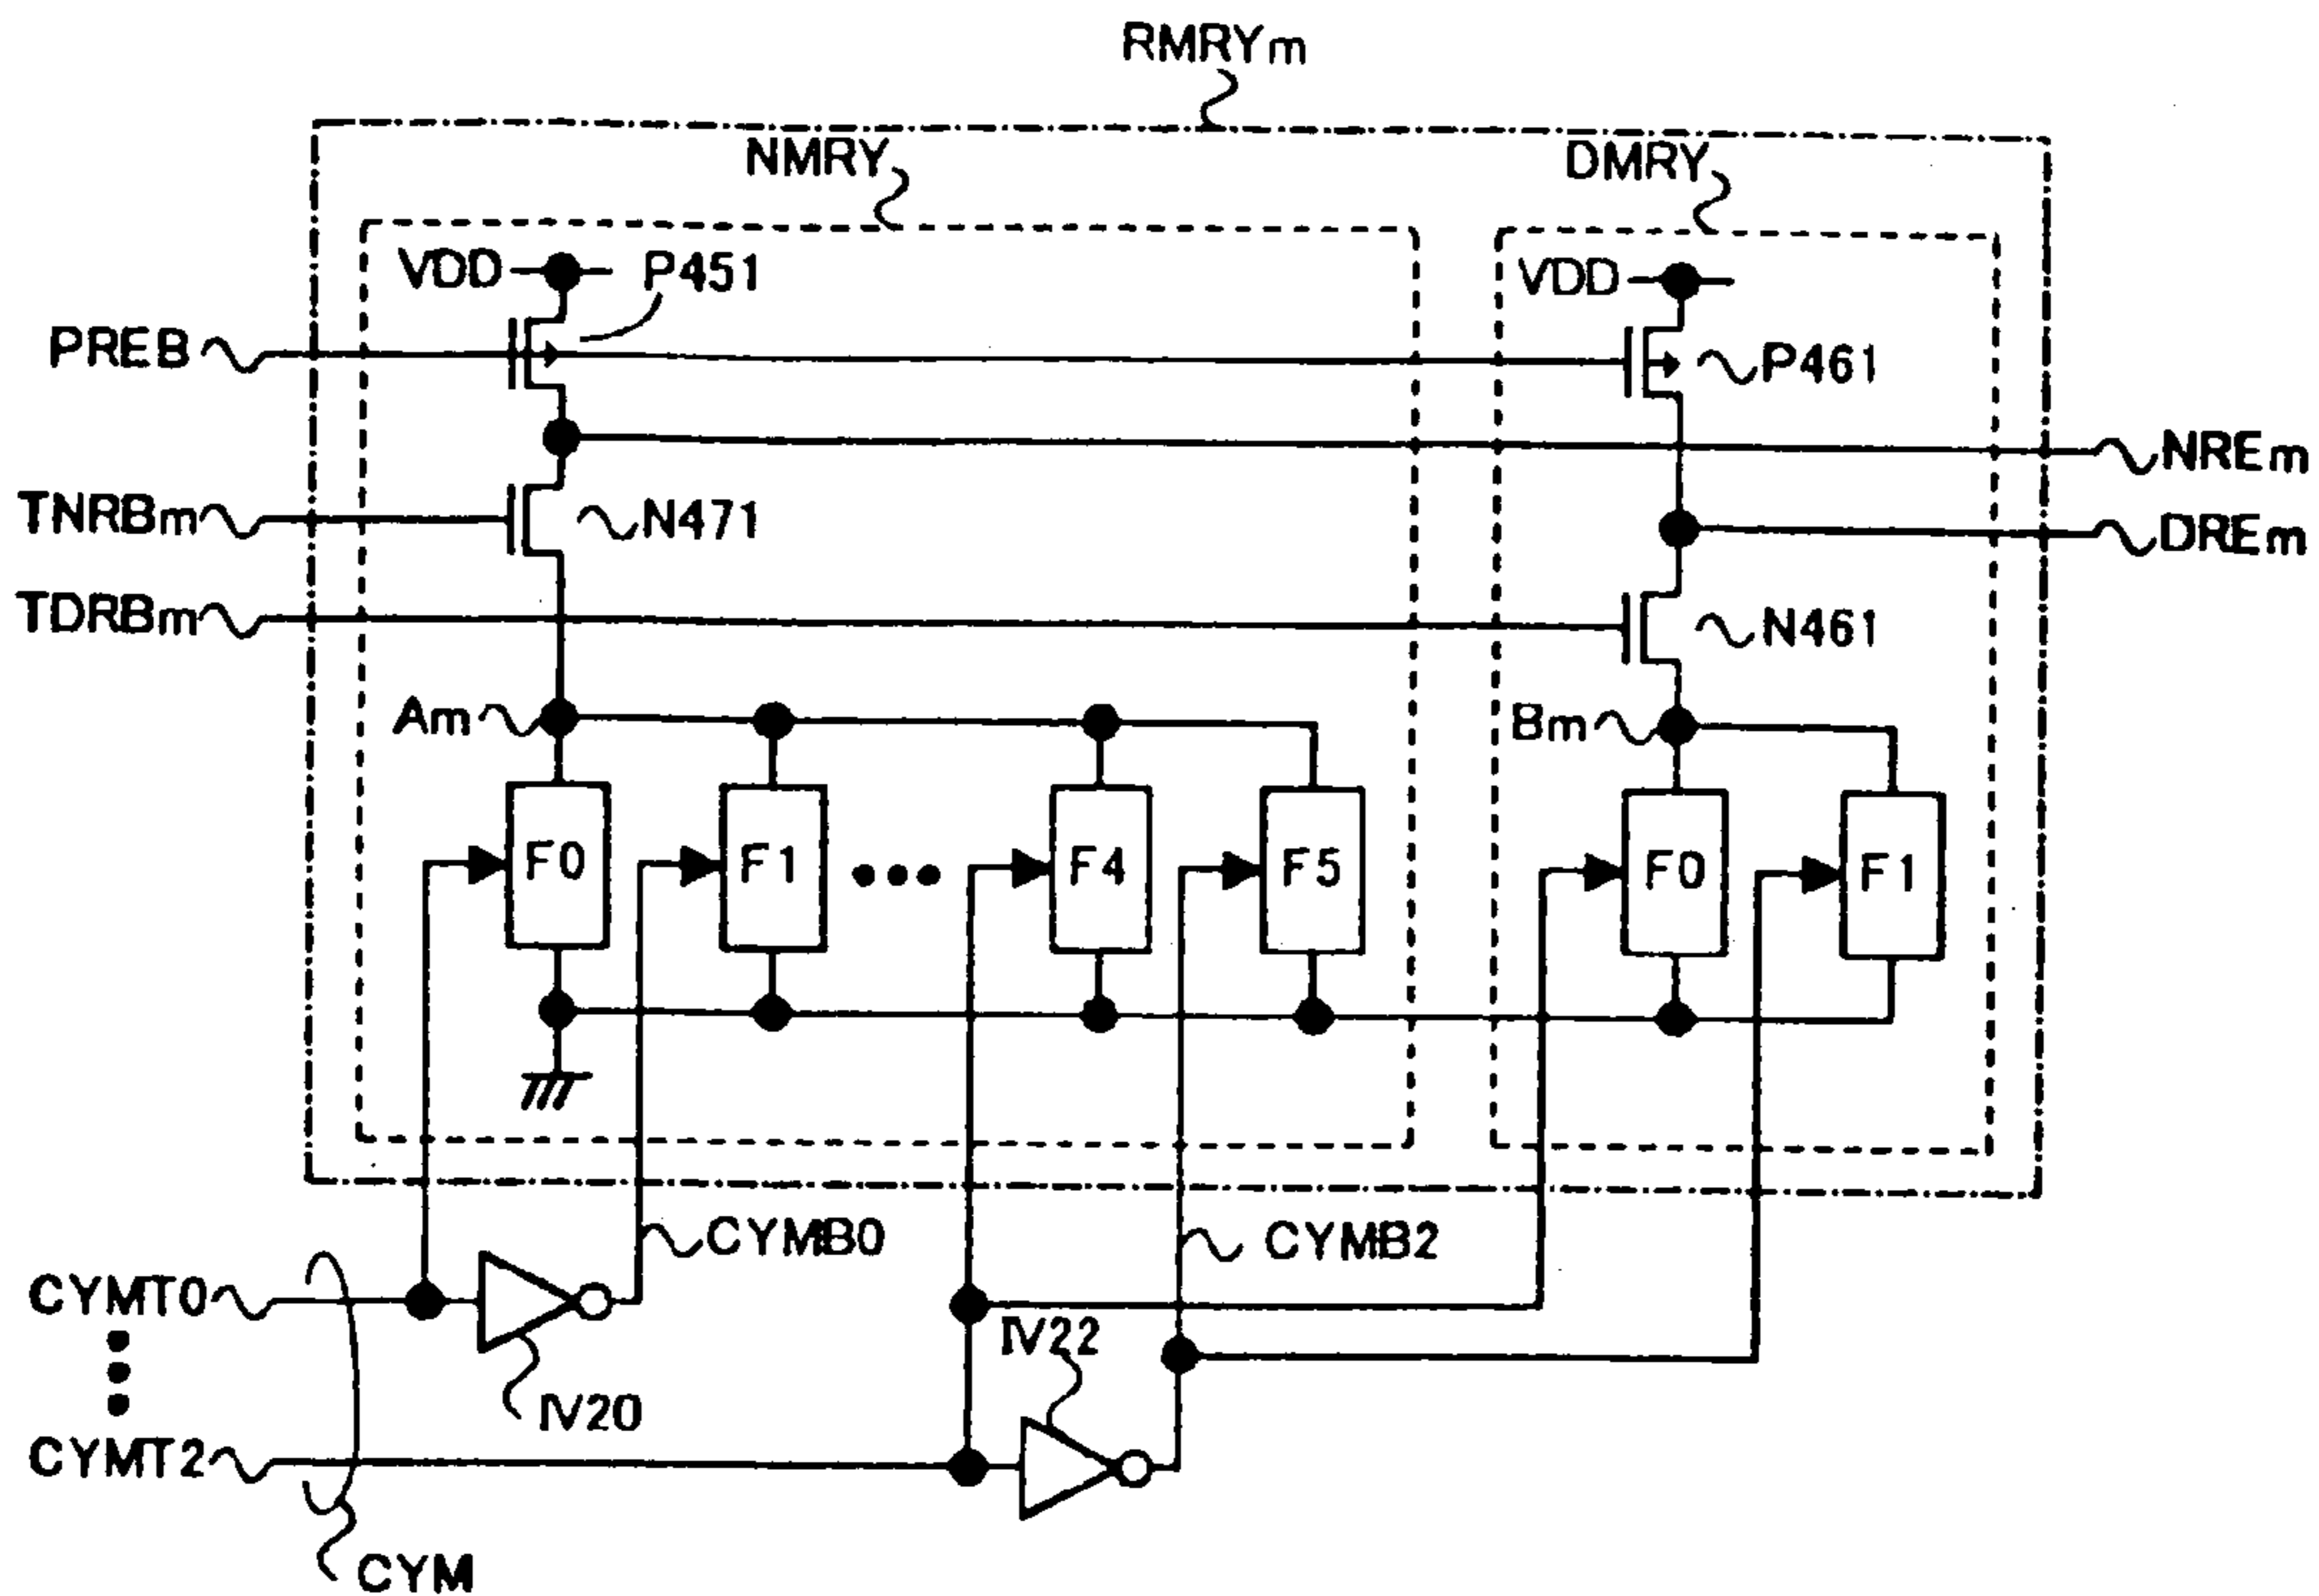 RMRYm
NMRY
DMRY
VDD
P451
VDD
PREB
P461
NREm
TNRBm
N471
DREm
TDRBm
N461
Am
Bm
F0
F1
F4
F5
F0
F1
CYMB0
CYMB2
CYMT0
IV22
IV20
CYMT2
CYM